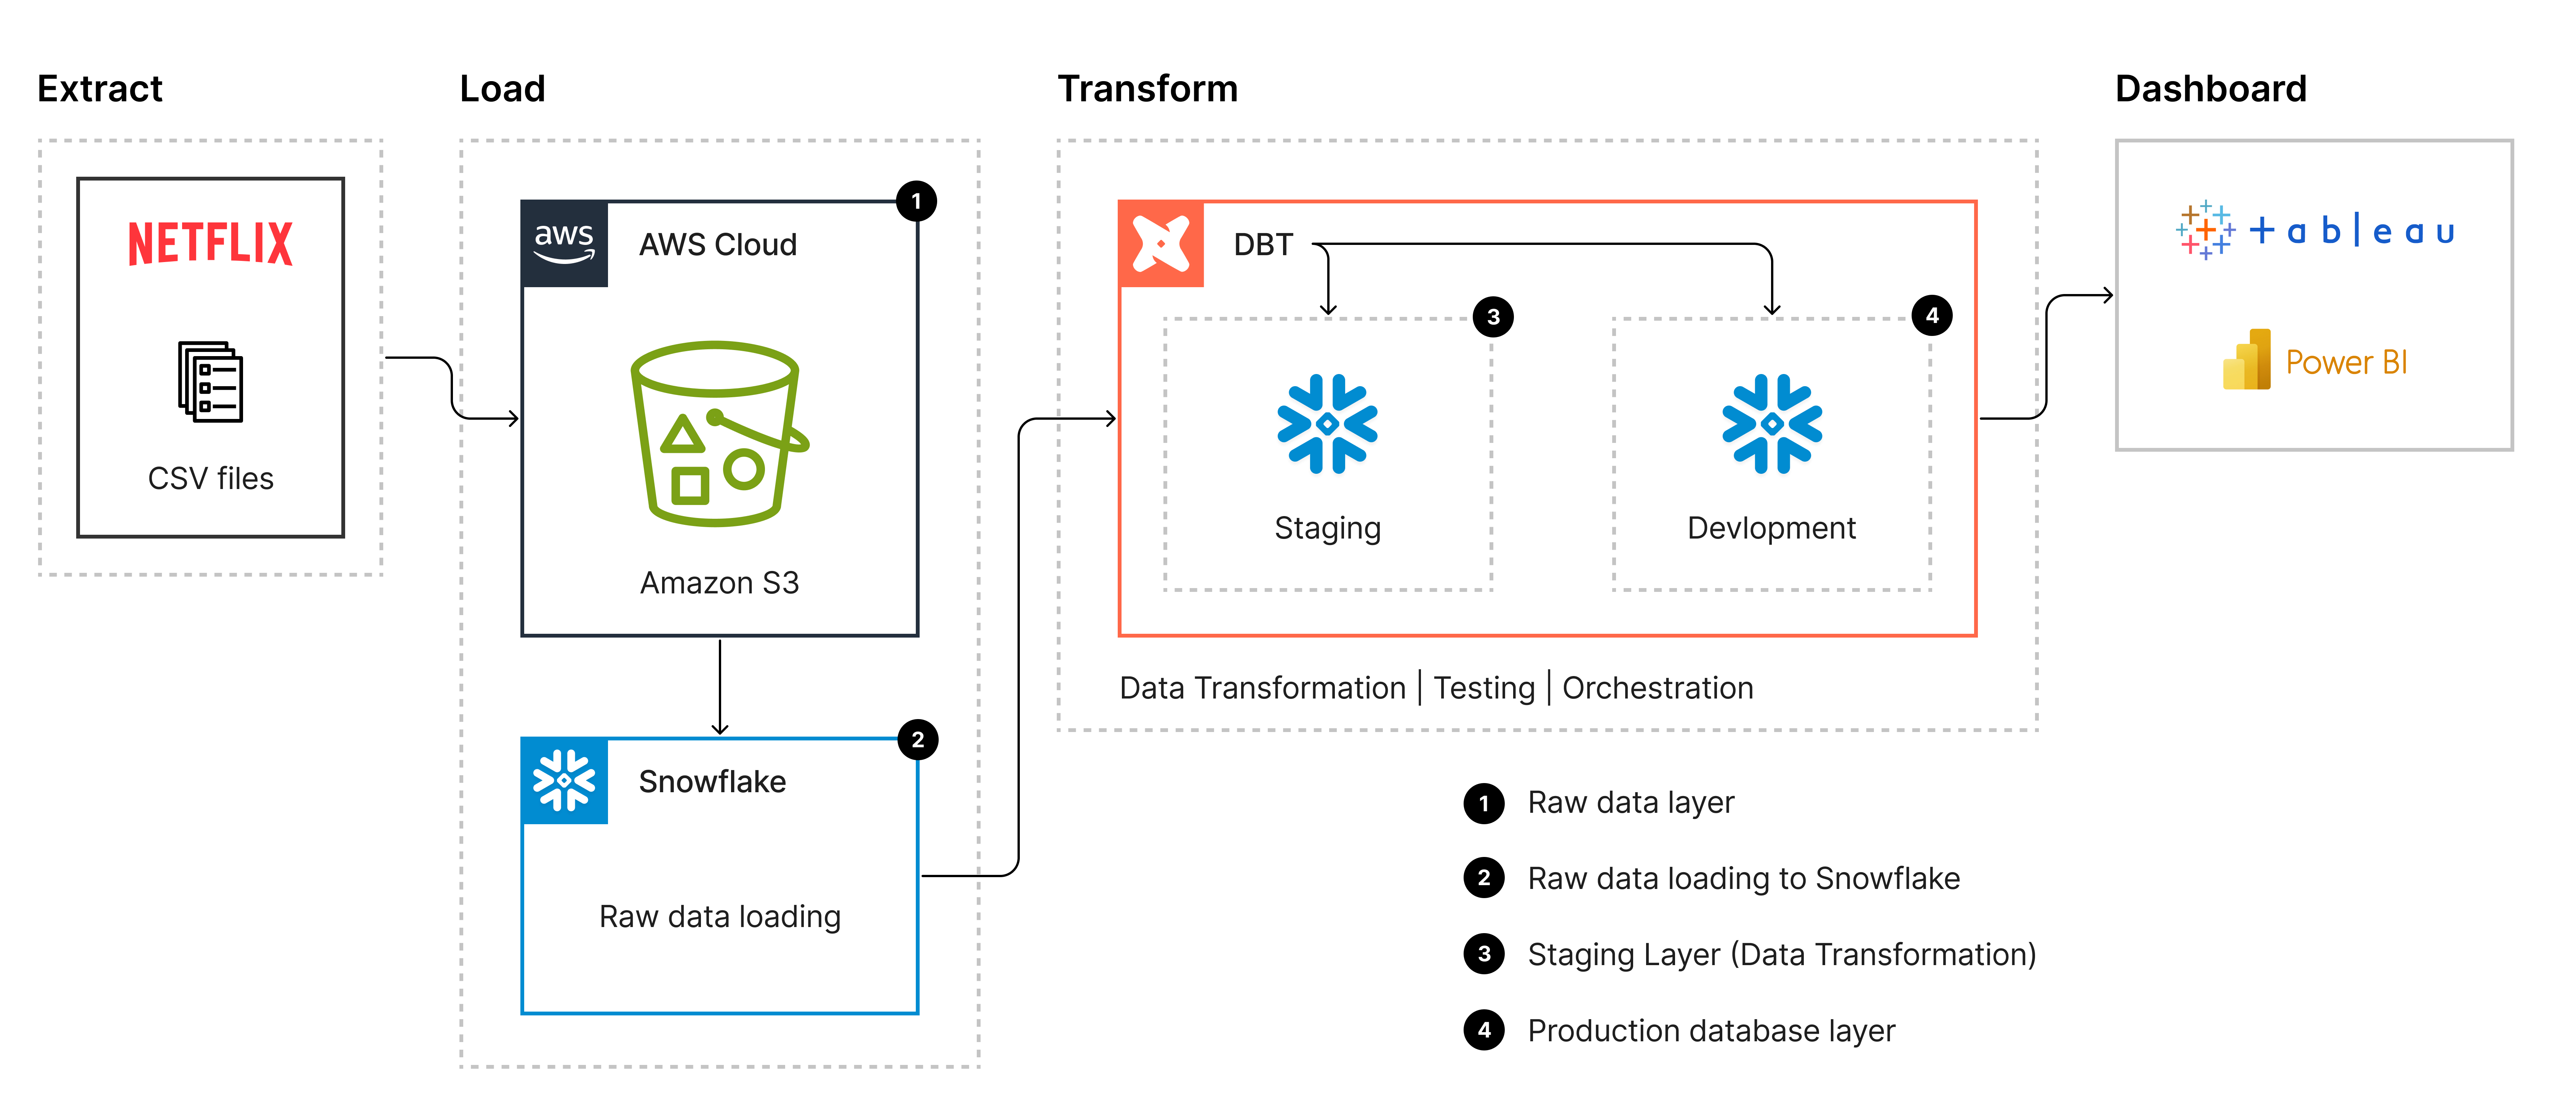 Extract
NETFLIX
CSV files
Load
1
aws
AWS Cloud
Amazon S3
2
Snowflake
Raw data loading
Transform
DBT
3
Staging
4
Devlopment
Data Transformation | Testing | Orchestration
Dashboard
+ableau
Power BI
1 Raw data layer
2 Raw data loading to Snowflake
3 Staging Layer (Data Transformation)
4 Production database layer